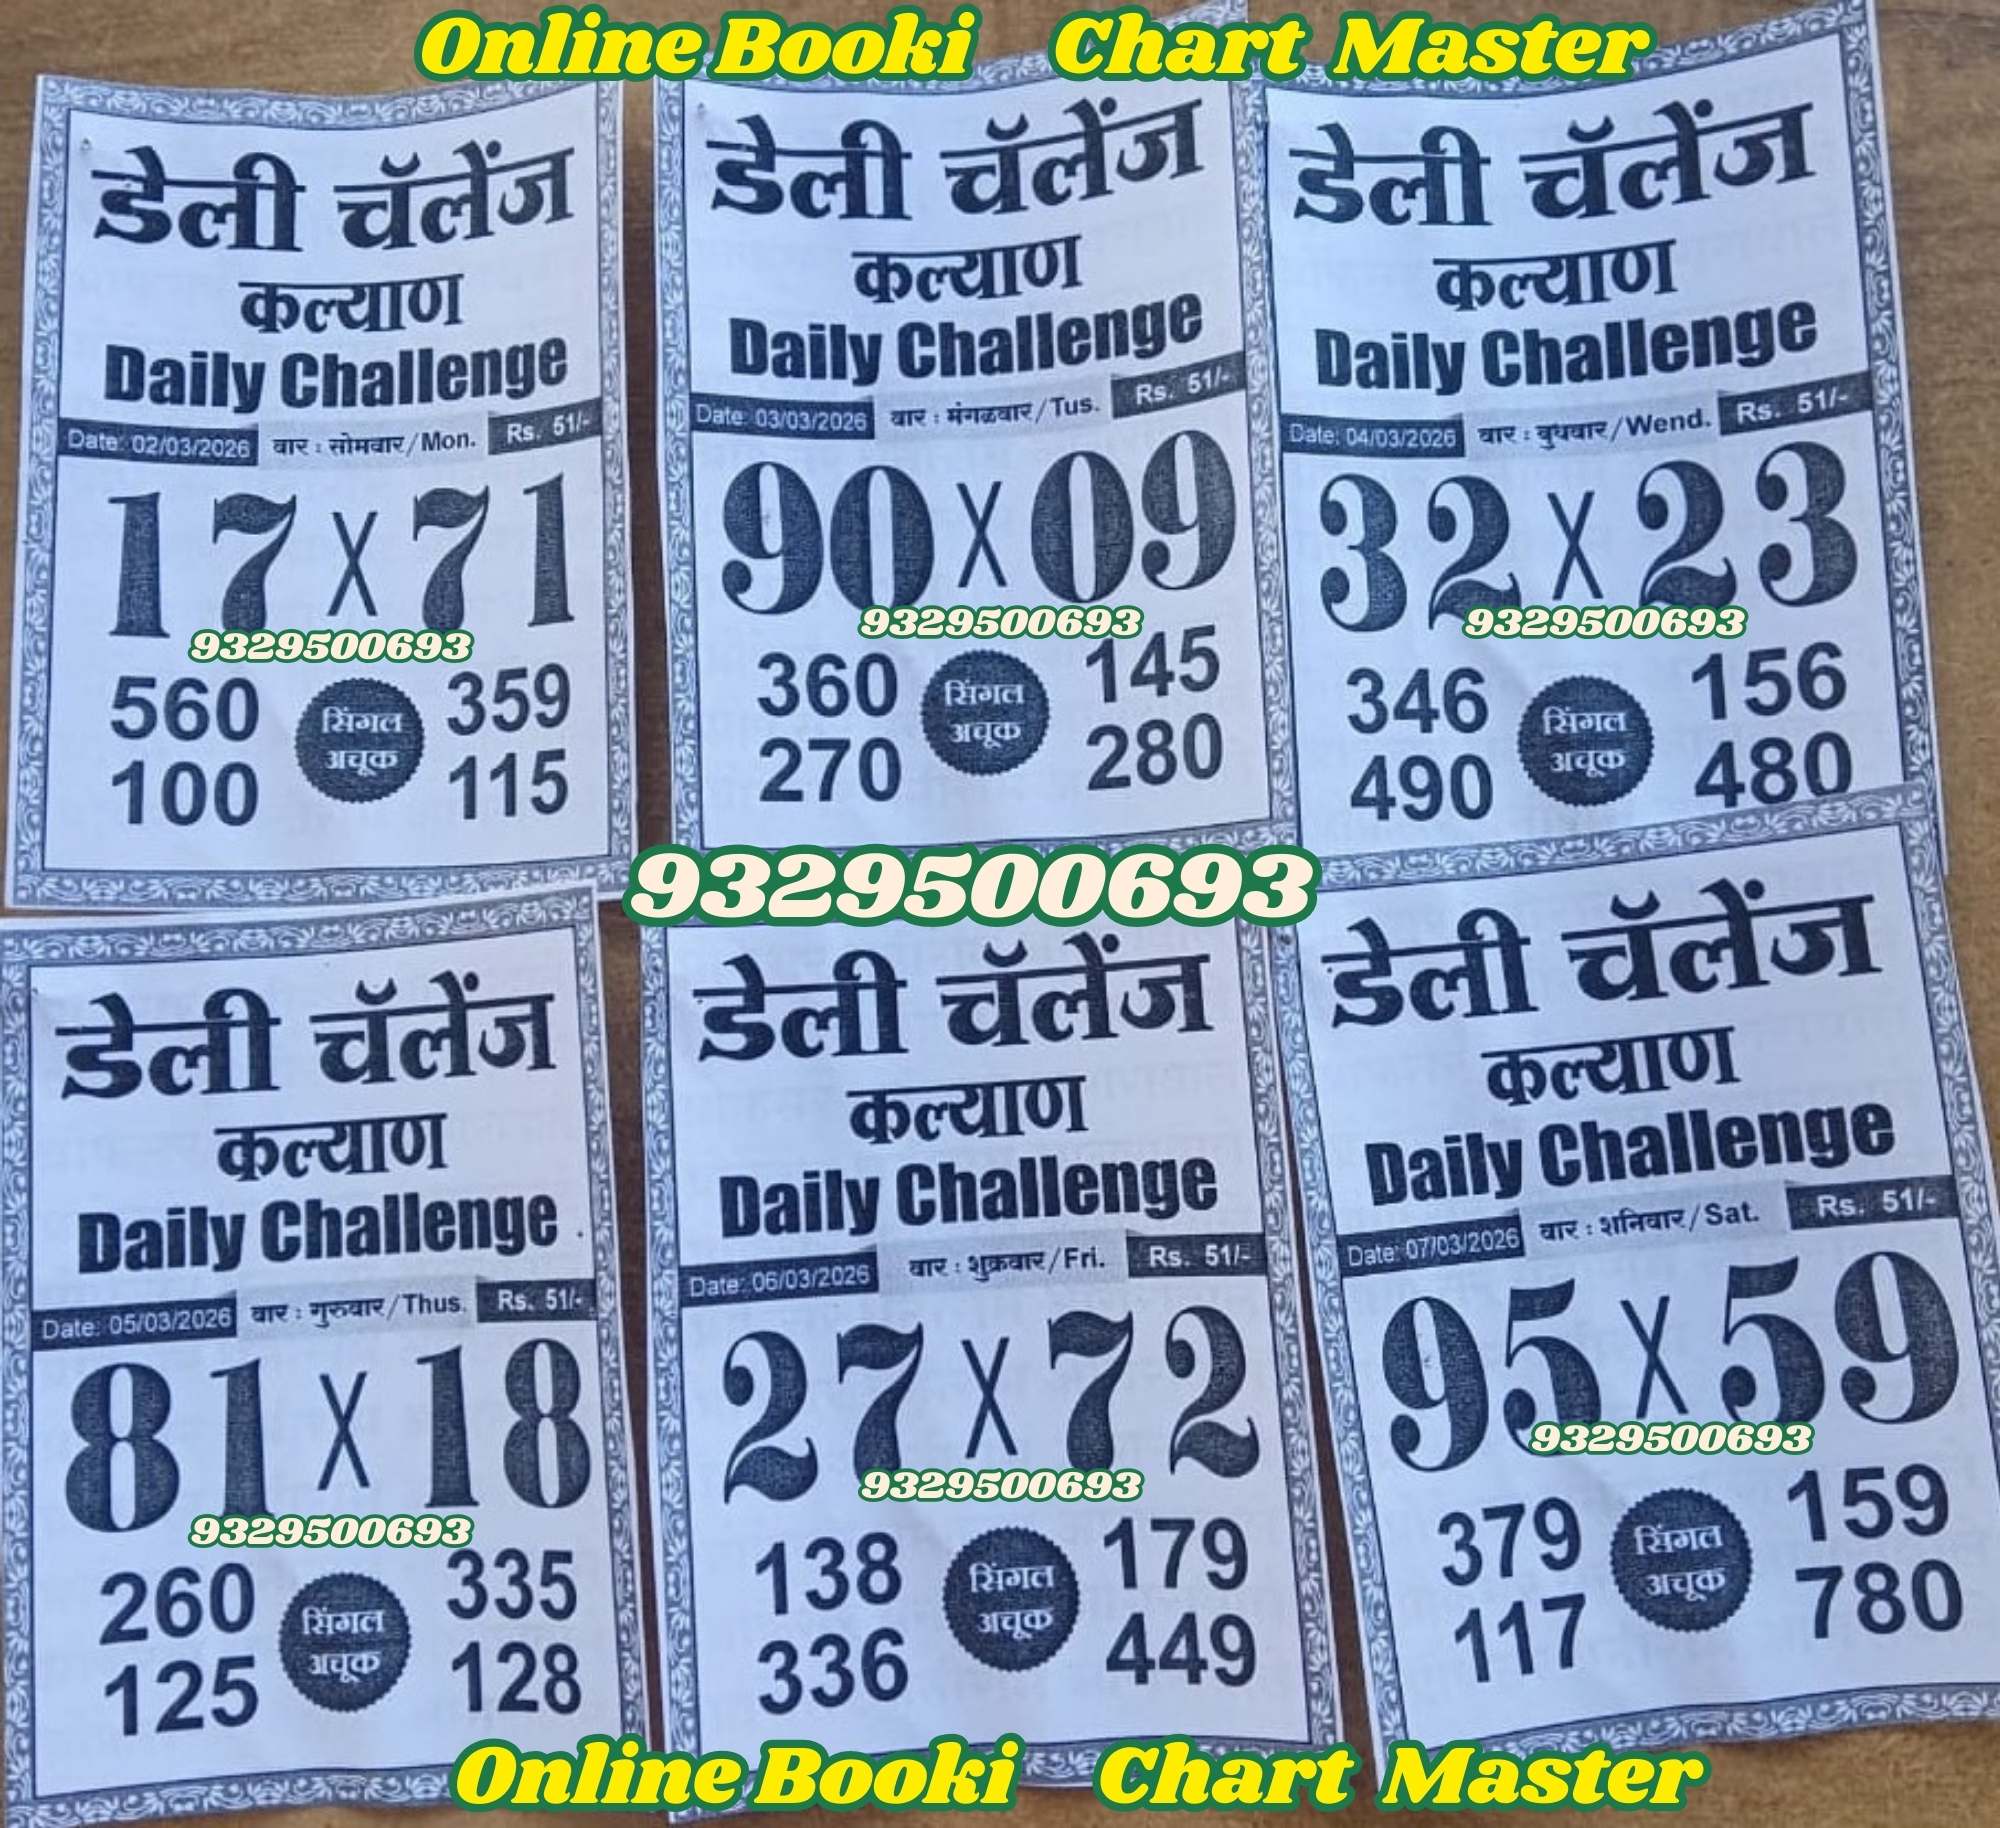 Online Booki Chart Master
डेली चॅलेंज
कल्याण
Daily Challenge
Date: 02/03/2026 वार : सोमवार/Mon. Rs. 51/-
17 X 71
9329500693
560 सिंगल 359
100 अचूक 115
डेली चॅलेंज
कल्याण
Daily Challenge
Date: 03/03/2026 वार : मंगळवार/Tus. Rs. 51/-
90 X 09
9329500693
360 सिंगल 145
270 अचूक 280
डेली चॅलेंज
कल्याण
Daily Challenge
Date: 04/03/2026 वार : बुधवार/Wend. Rs. 51/-
32 X 23
9329500693
346 सिंगल 156
490 अचूक 480
9329500693
डेली चॅलेंज
कल्याण
Daily Challenge
Date: 05/03/2026 वार : गुरुवार/Thus. Rs. 51/-
81 X 18
9329500693
260 सिंगल 335
125 अचूक 128
डेली चॅलेंज
कल्याण
Daily Challenge
Date: 06/03/2026 वार : शुक्रवार/Fri. Rs. 51/-
27 X 72
9329500693
138 सिंगल 179
336 अचूक 449
डेली चॅलेंज
कल्याण
Daily Challenge
Date: 07/03/2026 वार : शनिवार/Sat. Rs. 51/-
95 X 59
9329500693
379 सिंगल 159
117 अचूक 780
Online Booki Chart Master